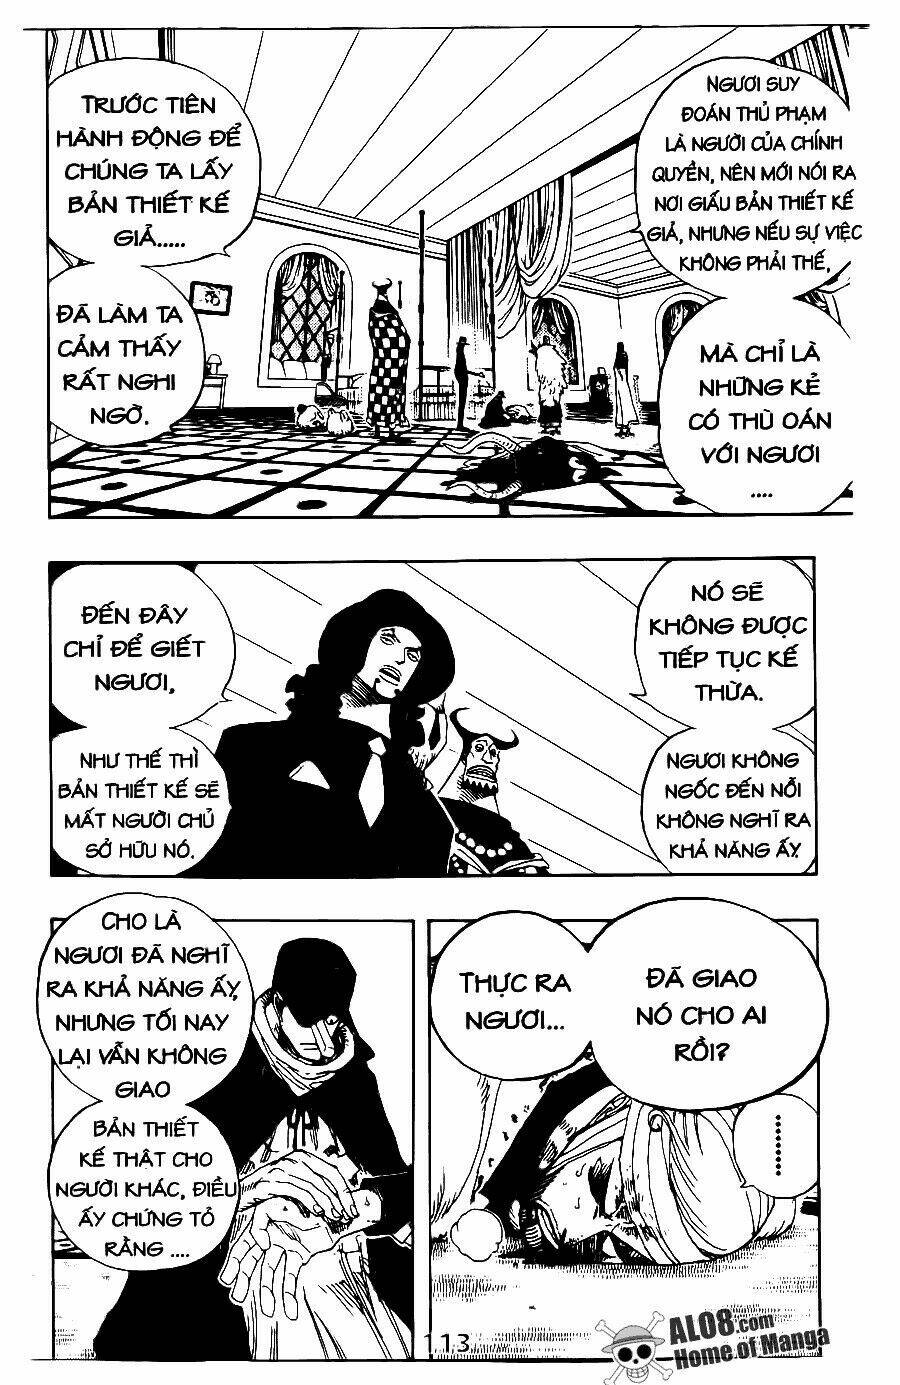 NGƯƠI SUY
ĐOÁN THỦ PHẠM
LÀ NGƯỜI CỦA CHÍNH
QUYỀN, NÊN MỚI NÓI RA
NƠI GIẤU BẢN THIẾT KẾ
GIẢ, NHƯNG NẾU SỰ VIỆC
KHÔNG PHẢI THẾ,
MÀ CHỈ LÀ
NHỮNG KẺ
CÓ THÙ OÁN
VỚI NGƯƠI
....
TRƯỚC TIÊN
HÀNH ĐỘNG ĐỂ
CHÚNG TA LẤY
BẢN THIẾT KẾ
GIẢ.....
ĐÃ LÀM TA
CẢM THẤY
RẤT NGHI
NGỜ.
NÓ SẼ
KHÔNG ĐƯỢC
TIẾP TỤC KẾ
THỪA.
NGƯƠI KHÔNG
NGỐC ĐẾN NỖI
KHÔNG NGHĨ RA
KHẢ NĂNG ẤY.
ĐẾN ĐÂY
CHỈ ĐỂ GIẾT
NGƯƠI,
NHƯ THẾ THÌ
BẢN THIẾT KẾ SẼ
MẤT NGƯỜI CHỦ
SỞ HỮU NÓ.
ĐÃ GIAO
NÓ CHO AI
RỒI?
THỰC RA
NGƯƠI...
.........
CHO LÀ
NGƯƠI ĐÃ NGHĨ
RA KHẢ NĂNG ẤY,
NHƯNG TỐI NAY
LẠI VẪN KHÔNG
GIAO
BẢN THIẾT
KẾ THẬT CHO
NGƯỜI KHÁC, ĐIỀU
ẤY CHỨNG TỎ
RẰNG ....
113
ALO8.com
Home of Manga